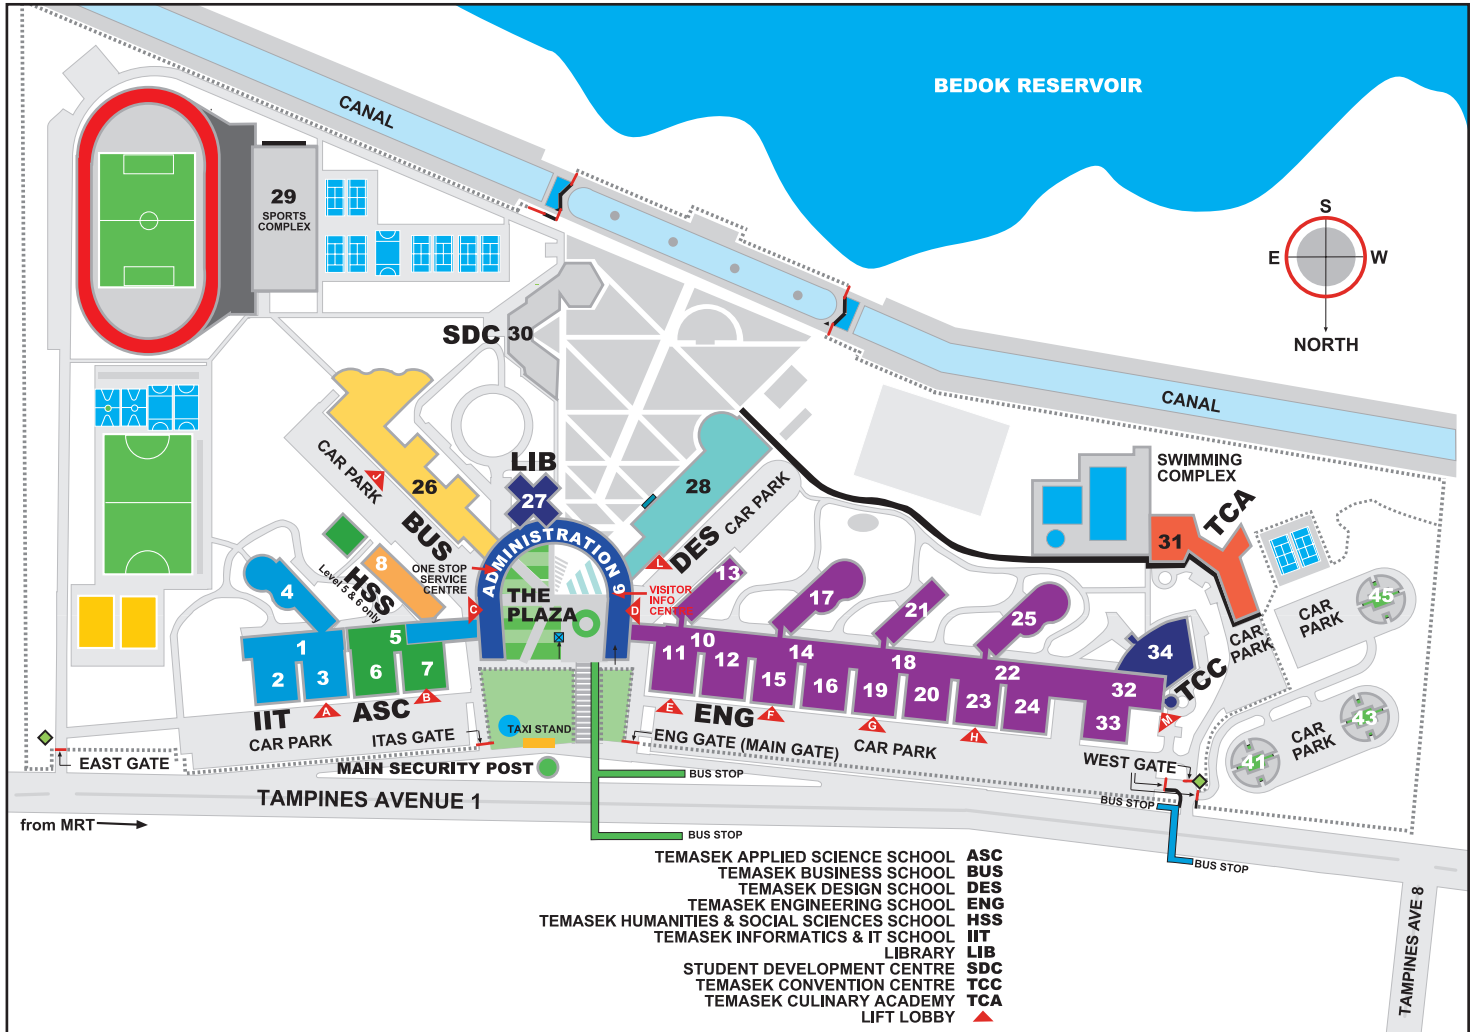 BEDOK RESERVOIR
CANAL
29
SPORTS
COMPLEX
S
E
W
NORTH
SDC 30
CANAL
CAR PARK
J
26
BUS
LIB
27
28
DES
CAR PARK
L
SWIMMING
COMPLEX
31
TCA
ADMINISTRATION 9
ONE STOP
SERVICE
CENTRE
THE
PLAZA
VISITOR
INFO
CENTRE
C
D
8
HSS
Level 5 & 6 only
4
1
2
3
5
6
7
IIT
A
ASC
B
13
17
21
25
10
11
12
14
15
16
18
19
20
22
23
24
32
33
34
TCC
M
E
ENG
F
G
H
CAR PARK
CAR PARK
45
CAR PARK
43
41
CAR PARK
ITAS GATE
TAXI STAND
ENG GATE (MAIN GATE)
CAR PARK
WEST GATE
EAST GATE
MAIN SECURITY POST
BUS STOP
TAMPINES AVENUE 1
BUS STOP
from MRT
BUS STOP
BUS STOP
TAMPINES AVE 8
TEMASEK APPLIED SCIENCE SCHOOL ASC
TEMASEK BUSINESS SCHOOL BUS
TEMASEK DESIGN SCHOOL DES
TEMASEK ENGINEERING SCHOOL ENG
TEMASEK HUMANITIES & SOCIAL SCIENCES SCHOOL HSS
TEMASEK INFORMATICS & IT SCHOOL IIT
LIBRARY LIB
STUDENT DEVELOPMENT CENTRE SDC
TEMASEK CONVENTION CENTRE TCC
TEMASEK CULINARY ACADEMY TCA
LIFT LOBBY